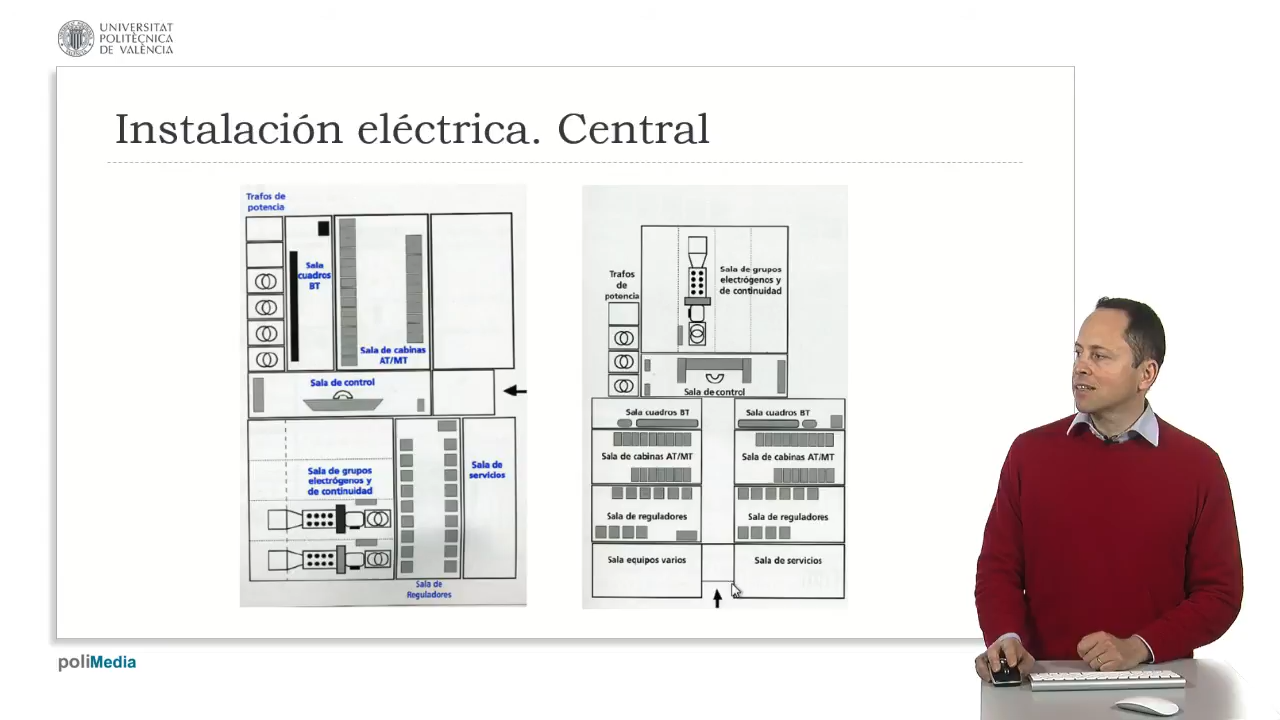 UNIVERSITAT
POLITÈCNICA
DE VALÈNCIA
Instalación eléctrica. Central
Trafos de
potencia
Sala
cuadros
BT
Sala de cabinas
AT/MT
Sala de control
Sala de grupos
electrógenos y
de continuidad
Sala de
servicios
Sala de
Reguladores
Trafos
de
potencia
Sala de grupos
electrógenos y
de continuidad
Sala de control
Sala cuadros BT
Sala cuadros BT
Sala de cabinas AT/MT
Sala de cabinas AT/MT
Sala de reguladores
Sala de reguladores
Sala equipos varios
Sala de servicios
poliMedia